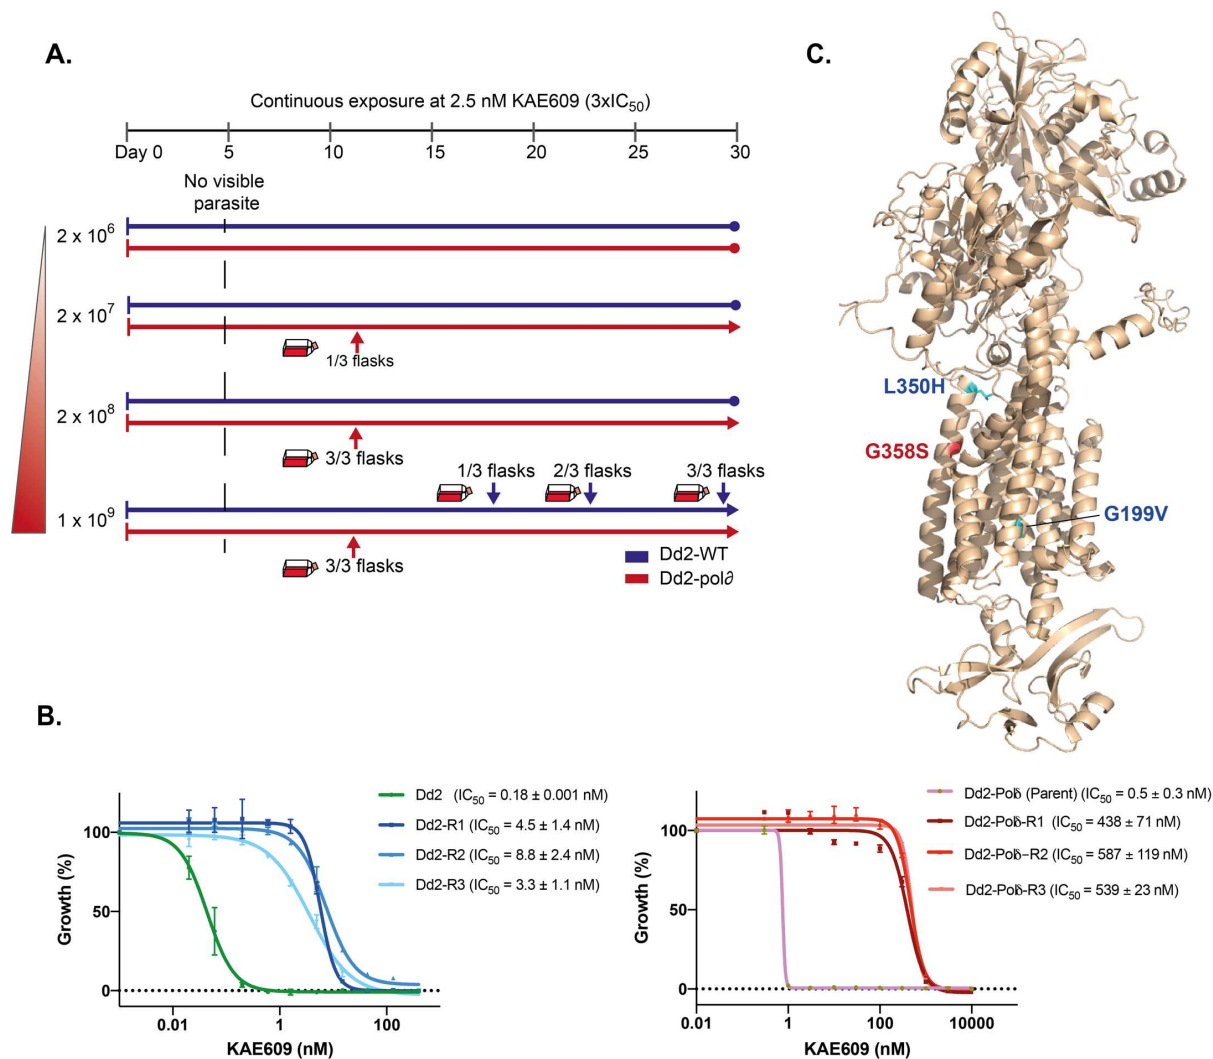 A.
Continuous exposure at 2.5 nM KAE609 (3xIC50)
Day 0 5 10 15 20 25 30
No visible
parasite
2 x 10^6
2 x 10^7
1/3 flasks
2 x 10^8
3/3 flasks
1/3 flasks 2/3 flasks 3/3 flasks
1 x 10^9
3/3 flasks
Dd2-WT
Dd2-pol∂
C.
L350H
G358S
G199V
B.
Growth (%)
100
50
0
0.01 1 100
KAE609 (nM)
Dd2 (IC50 = 0.18 ± 0.001 nM)
Dd2-R1 (IC50 = 4.5 ± 1.4 nM)
Dd2-R2 (IC50 = 8.8 ± 2.4 nM)
Dd2-R3 (IC50 = 3.3 ± 1.1 nM)
Growth (%)
100
50
0
0.01 1 100 10000
KAE609 (nM)
Dd2-Polδ (Parent) (IC50 = 0.5 ± 0.3 nM)
Dd2-Polδ-R1 (IC50 = 438 ± 71 nM)
Dd2-Polδ-R2 (IC50 = 587 ± 119 nM)
Dd2-Polδ-R3 (IC50 = 539 ± 23 nM)